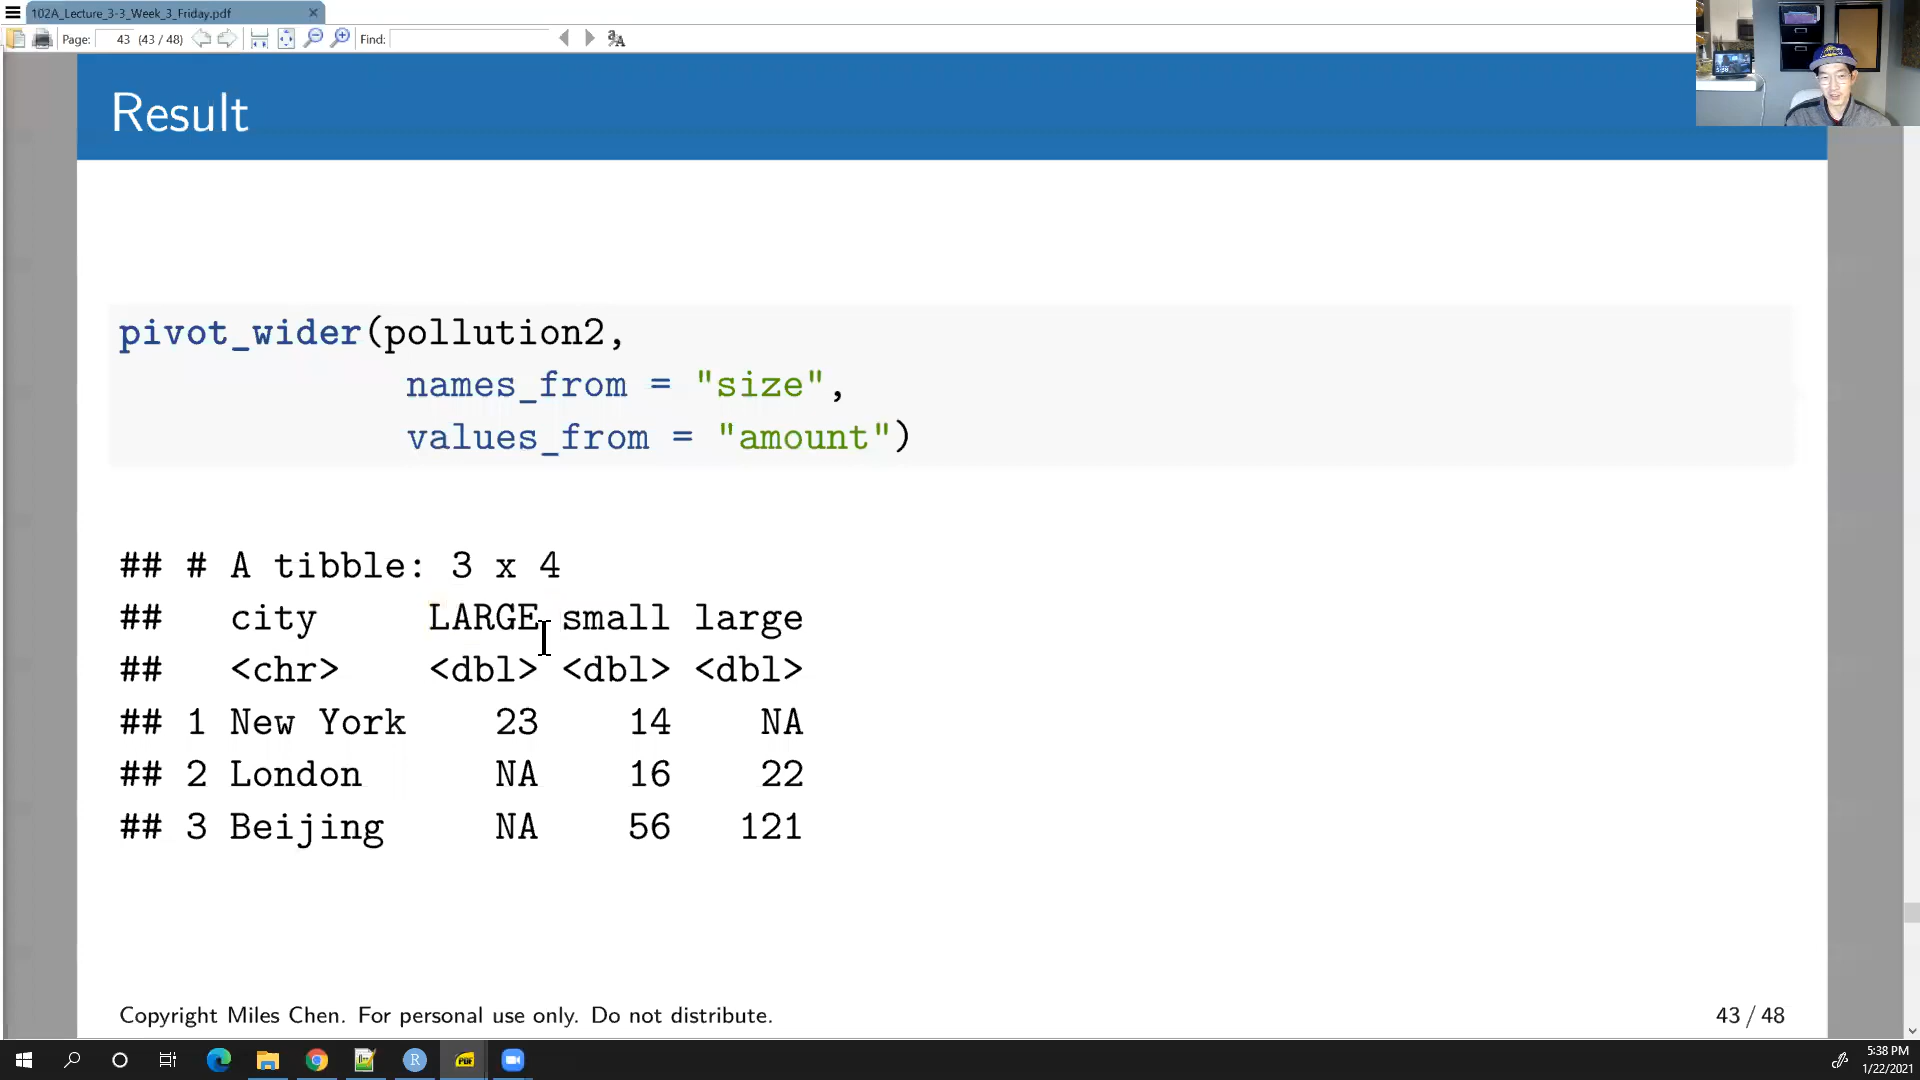 102A_Lecture_3-3_Week_3_Friday.pdf
Page: 43 (43 / 48) Find:
Result
pivot_wider(pollution2,
names_from = "size",
values_from = "amount")
## # A tibble: 3 x 4
## city LARGE small large
## <chr> <dbl> <dbl> <dbl>
## 1 New York 23 14 NA
## 2 London NA 16 22
## 3 Beijing NA 56 121
Copyright Miles Chen. For personal use only. Do not distribute.
43 / 48
5:38 PM
1/22/2021